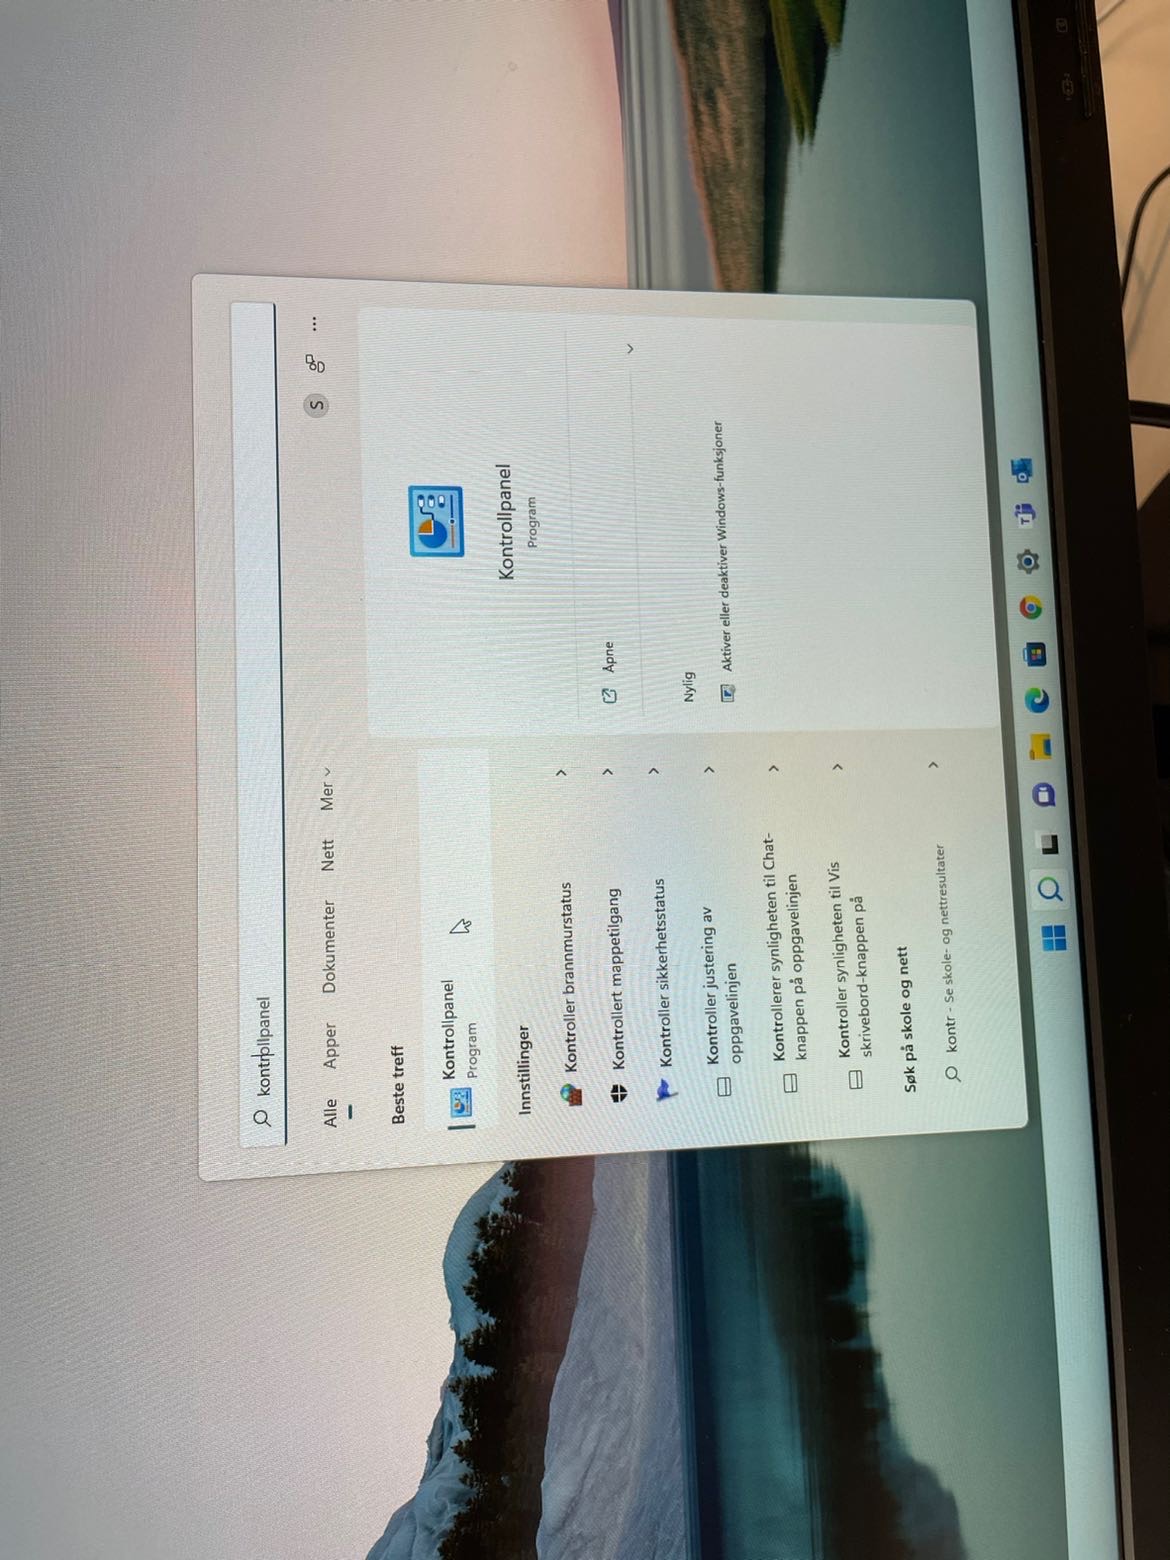 kontrollpanel
Alle Apper Dokumenter Nett Mer
S
Beste treff
Kontrollpanel
Program
Innstillinger
Kontroller brannmurstatus
Kontrollert mappetilgang
Kontroller sikkerhetsstatus
Kontroller justering av
oppgavelinjen
Kontrollerer synligheten til Chat-
knappen på oppgavelinjen
Kontroller synligheten til Vis
skrivebord-knappen på
Søk på skole og nett
kontr - Se skole- og nettresultater
Kontrollpanel
Program
Åpne
Nylig
Aktiver eller deaktiver Windows-funksjoner